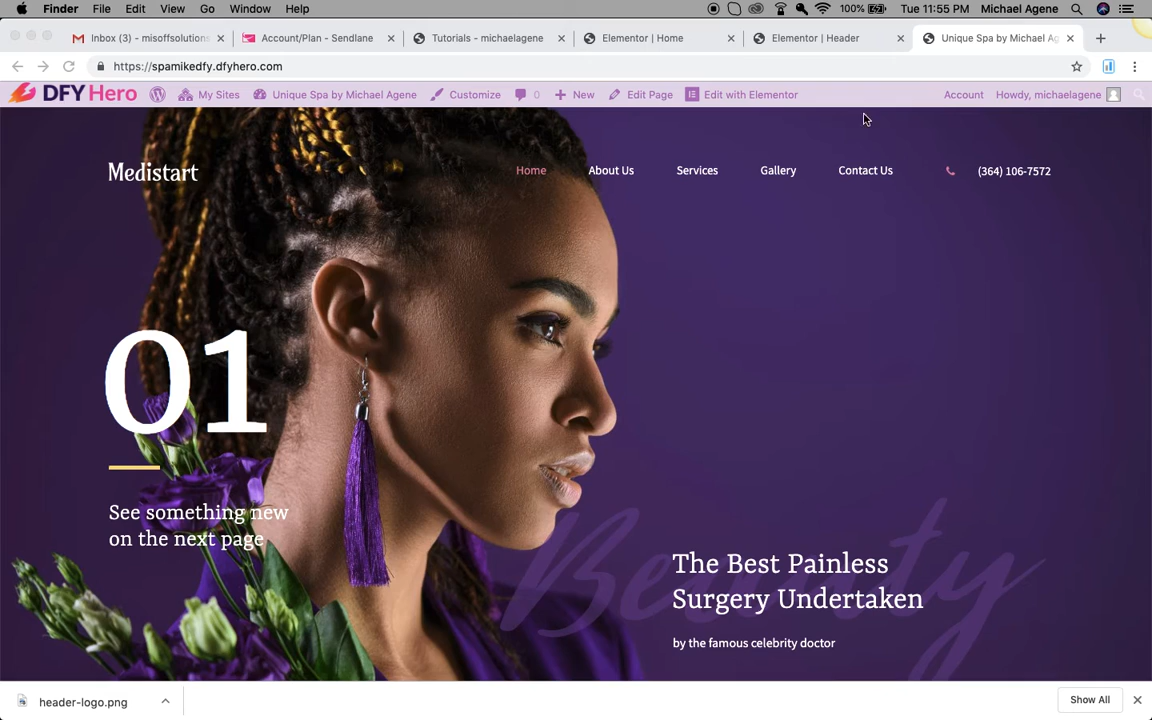 Finder File Edit View Go Window Help 100% Tue 11:55 PM Michael Agene
Inbox (3) - misoffsolutions Account/Plan - Sendlane Tutorials - michaelagene Elementor | Home Elementor | Header Unique Spa by Michael Ag
https://spamikedfy.dfyhero.com
DFY Hero My Sites Unique Spa by Michael Agene Customize 0 New Edit Page Edit with Elementor Account Howdy, michaelagene
Medistart Home About Us Services Gallery Contact Us (364) 106-7572
01
See something new
on the next page
Beauty
The Best Painless
Surgery Undertaken
by the famous celebrity doctor
header-logo.png Show All